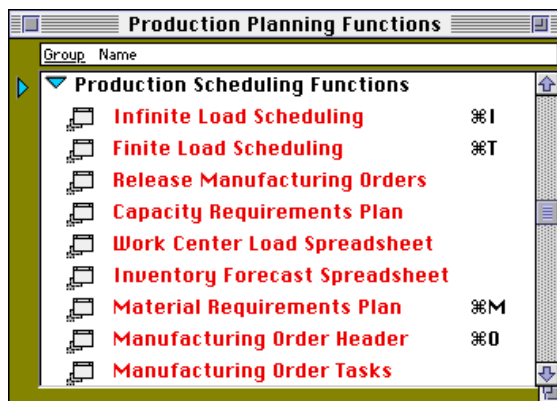 Production Planning Functions
Group Name
Production Scheduling Functions
Infinite Load Scheduling ⌘I
Finite Load Scheduling ⌘T
Release Manufacturing Orders
Capacity Requirements Plan
Work Center Load Spreadsheet
Inventory Forecast Spreadsheet
Material Requirements Plan ⌘M
Manufacturing Order Header ⌘O
Manufacturing Order Tasks